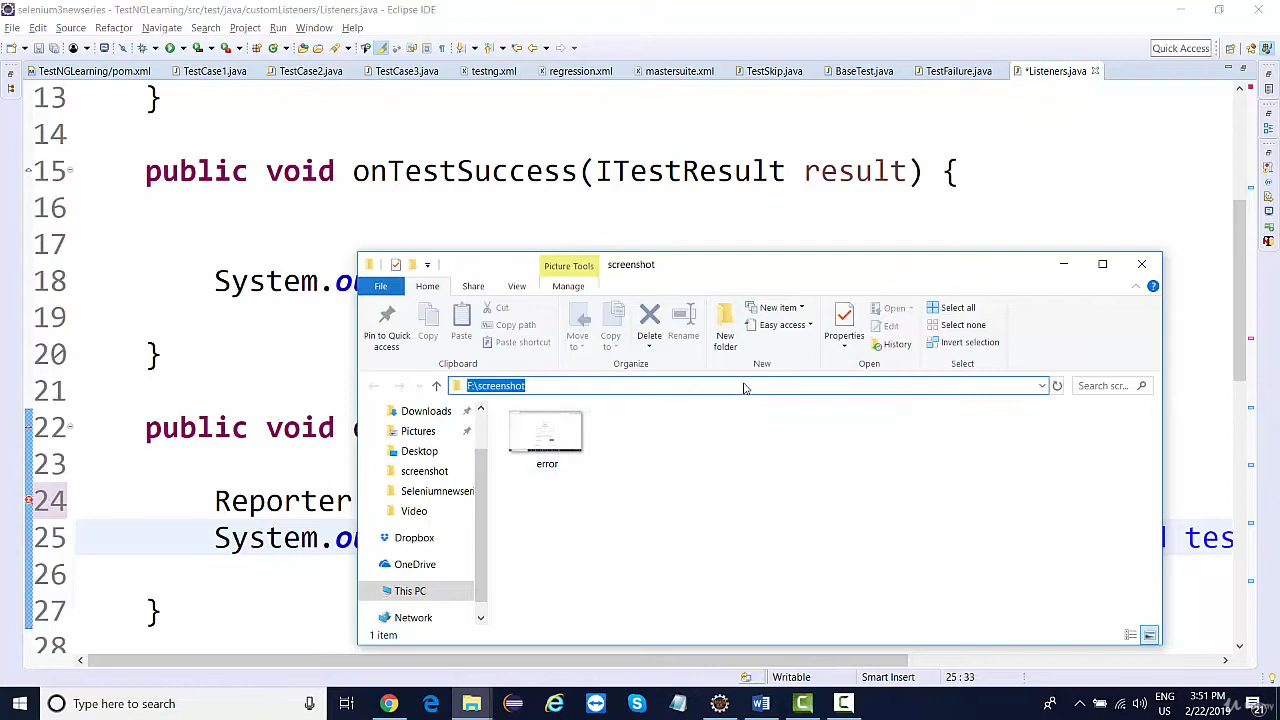 selenium3newseries - TestNGLearning/src/test/java/customListeners/Listeners.java - Eclipse IDE
File Edit Source Refactor Navigate Search Project Run Window Help
Quick Access
TestNGLearning/pom.xml TestCase1.java TestCase2.java TestCase3.java testng.xml regression.xml mastersuite.xml TestSkip.java BaseTest.java TestFailure.java *Listeners.java
13 }
14
15 public void onTestSuccess(ITestResult result) {
16
17
18 System.ou
19
20 }
21
22 public void
23
24 Reporter
25 System.ou tes
26
27 }
28
Picture Tools screenshot
File Home Share View Manage
Pin to Quick access Copy Paste Cut Copy path Paste shortcut Clipboard
Move to Copy to Delete Rename Organize
New folder New item Easy access New
Properties Open Edit History Open
Select all Select none Invert selection Select
F:\screenshot Search scr...
Downloads
Pictures
Desktop
screenshot
Seleniumnewseri
Video
Dropbox
OneDrive
This PC
Network
error
1 item
Writable Smart Insert 25 : 33
Type here to search
ENG US 3:51 PM 2/22/2019